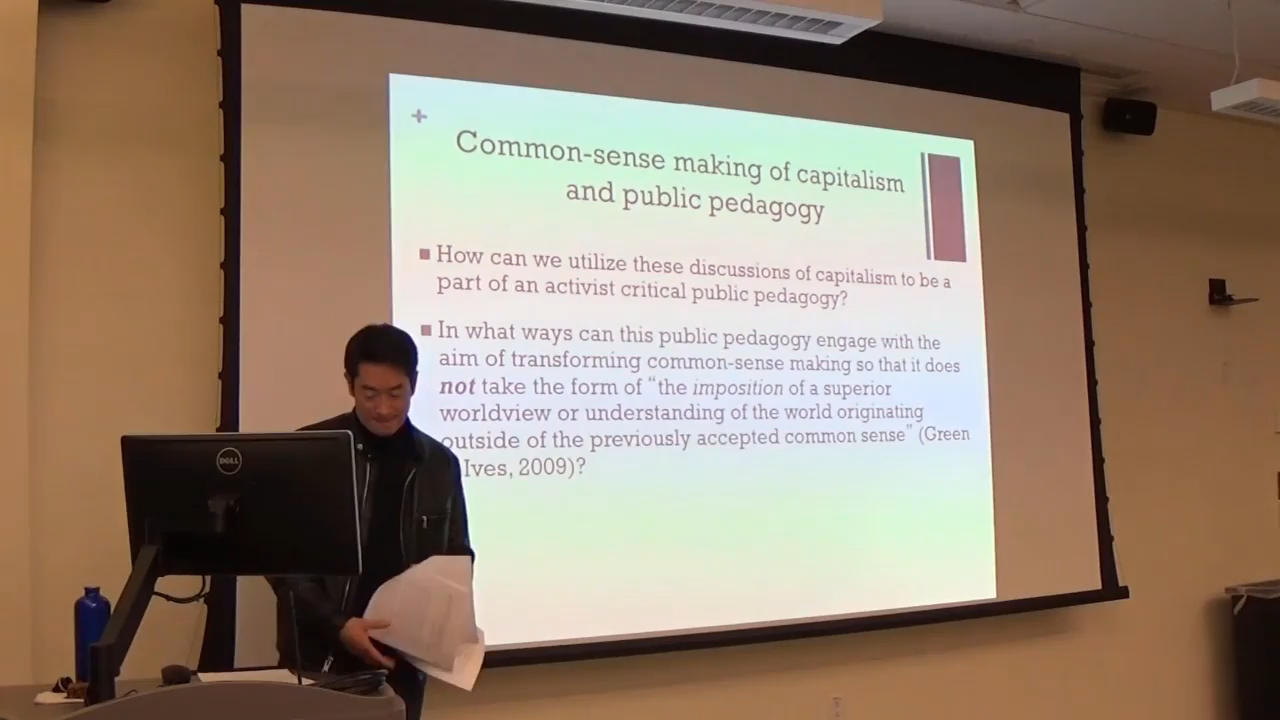 +
Common-sense making of capitalism
and public pedagogy
■ How can we utilize these discussions of capitalism to be a
part of an activist critical public pedagogy?
■ In what ways can this public pedagogy engage with the
aim of transforming common-sense making so that it does
not take the form of “the imposition of a superior
worldview or understanding of the world originating
outside of the previously accepted common sense” (Green
Ives, 2009)?
DELL